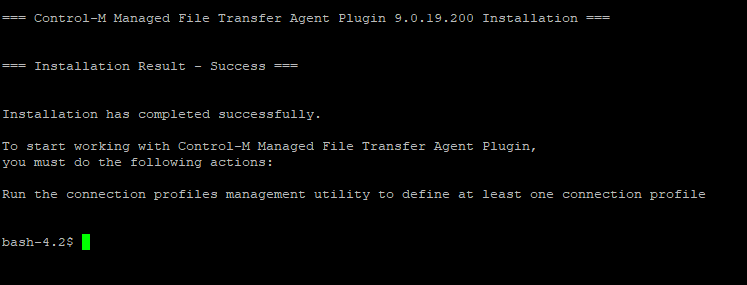 === Control-M Managed File Transfer Agent Plugin 9.0.19.200 Installation ===
=== Installation Result - Success ===
Installation has completed successfully.
To start working with Control-M Managed File Transfer Agent Plugin,
you must do the following actions:
Run the connection profiles management utility to define at least one connection profile
bash-4.2$